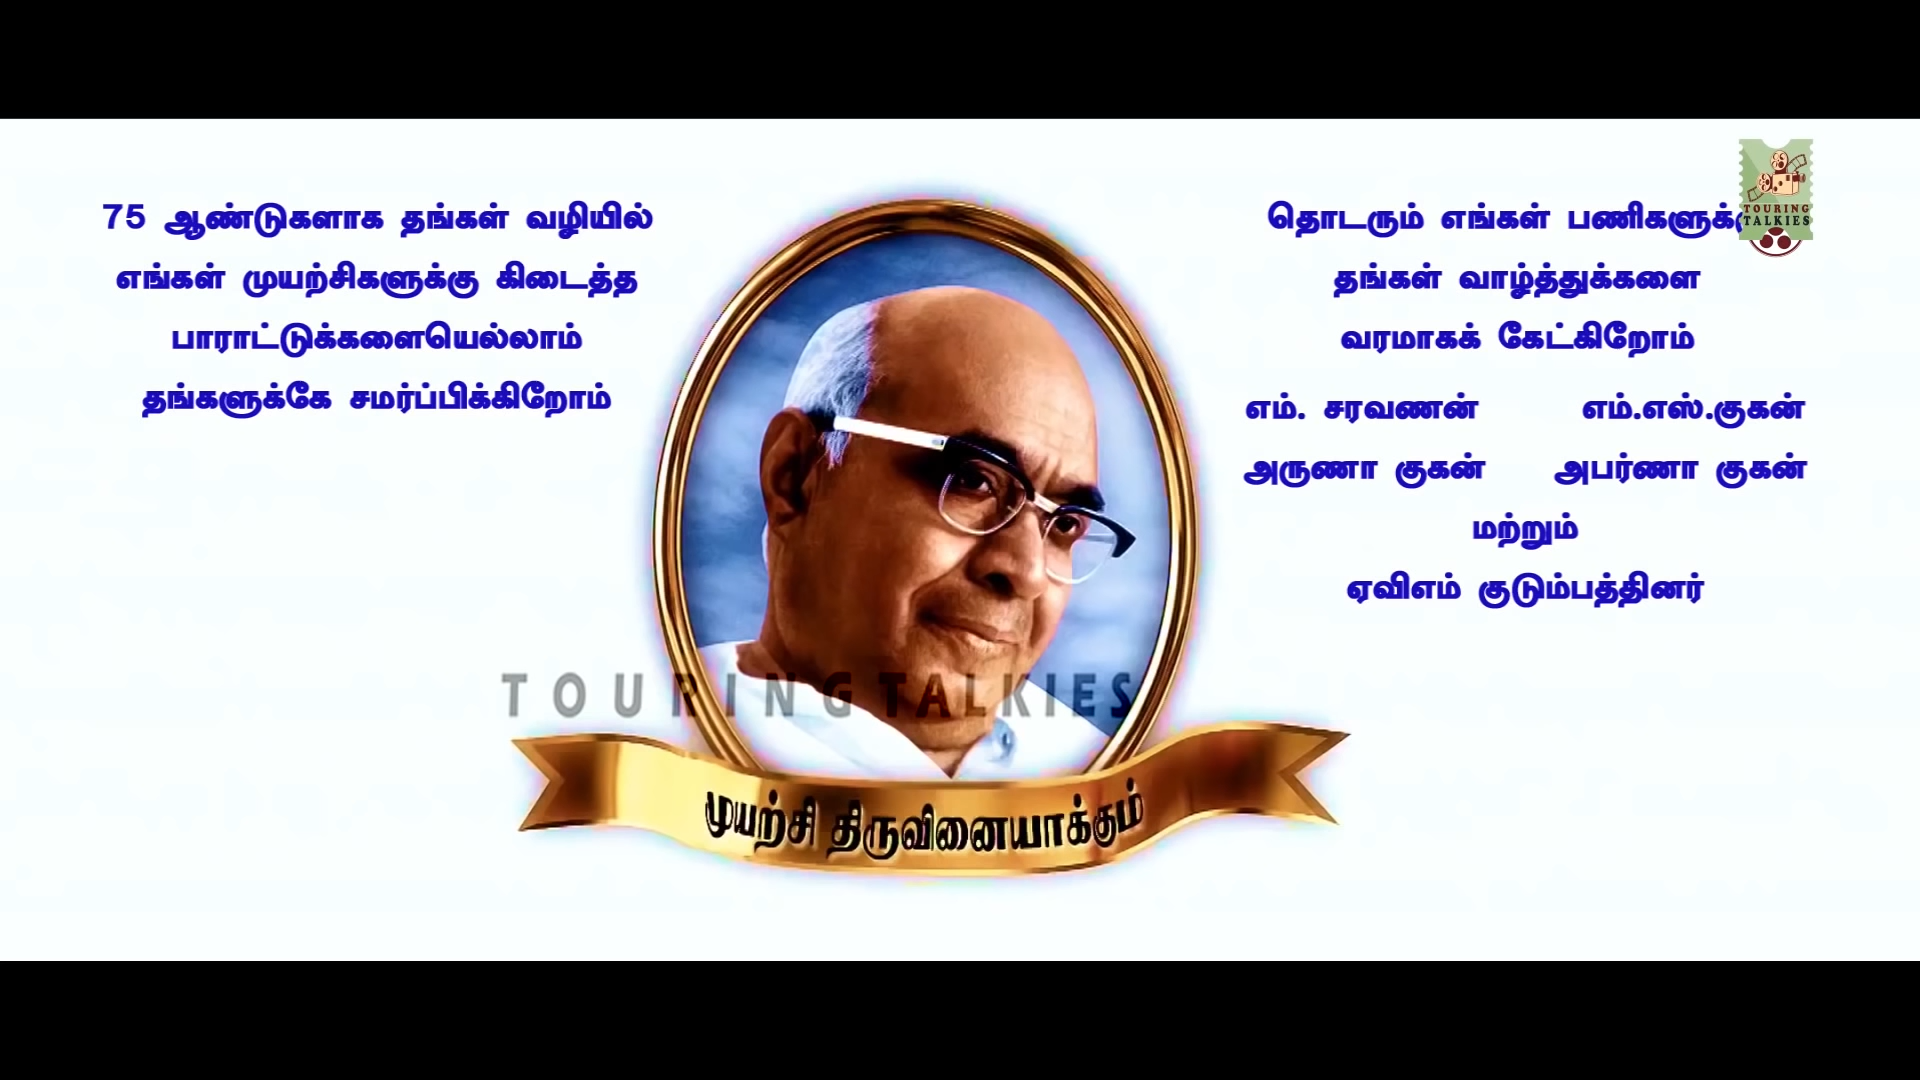 75 ஆண்டுகளாக தங்கள் வழியில்
எங்கள் முயற்சிகளுக்கு கிடைத்த
பாராட்டுக்களையெல்லாம்
தங்களுக்கே சமர்ப்பிக்கிறோம்
தொடரும் எங்கள் பணிகளுக்கு
தங்கள் வாழ்த்துக்களை
வரமாகக் கேட்கிறோம்
எம். சரவணன் எம்.எஸ்.குகன்
அருணா குகன் அபர்ணா குகன்
மற்றும்
ஏவிஎம் குடும்பத்தினர்
TOURING
TALKIES
TOURING TALKIES
முயற்சி திருவினையாக்கும்